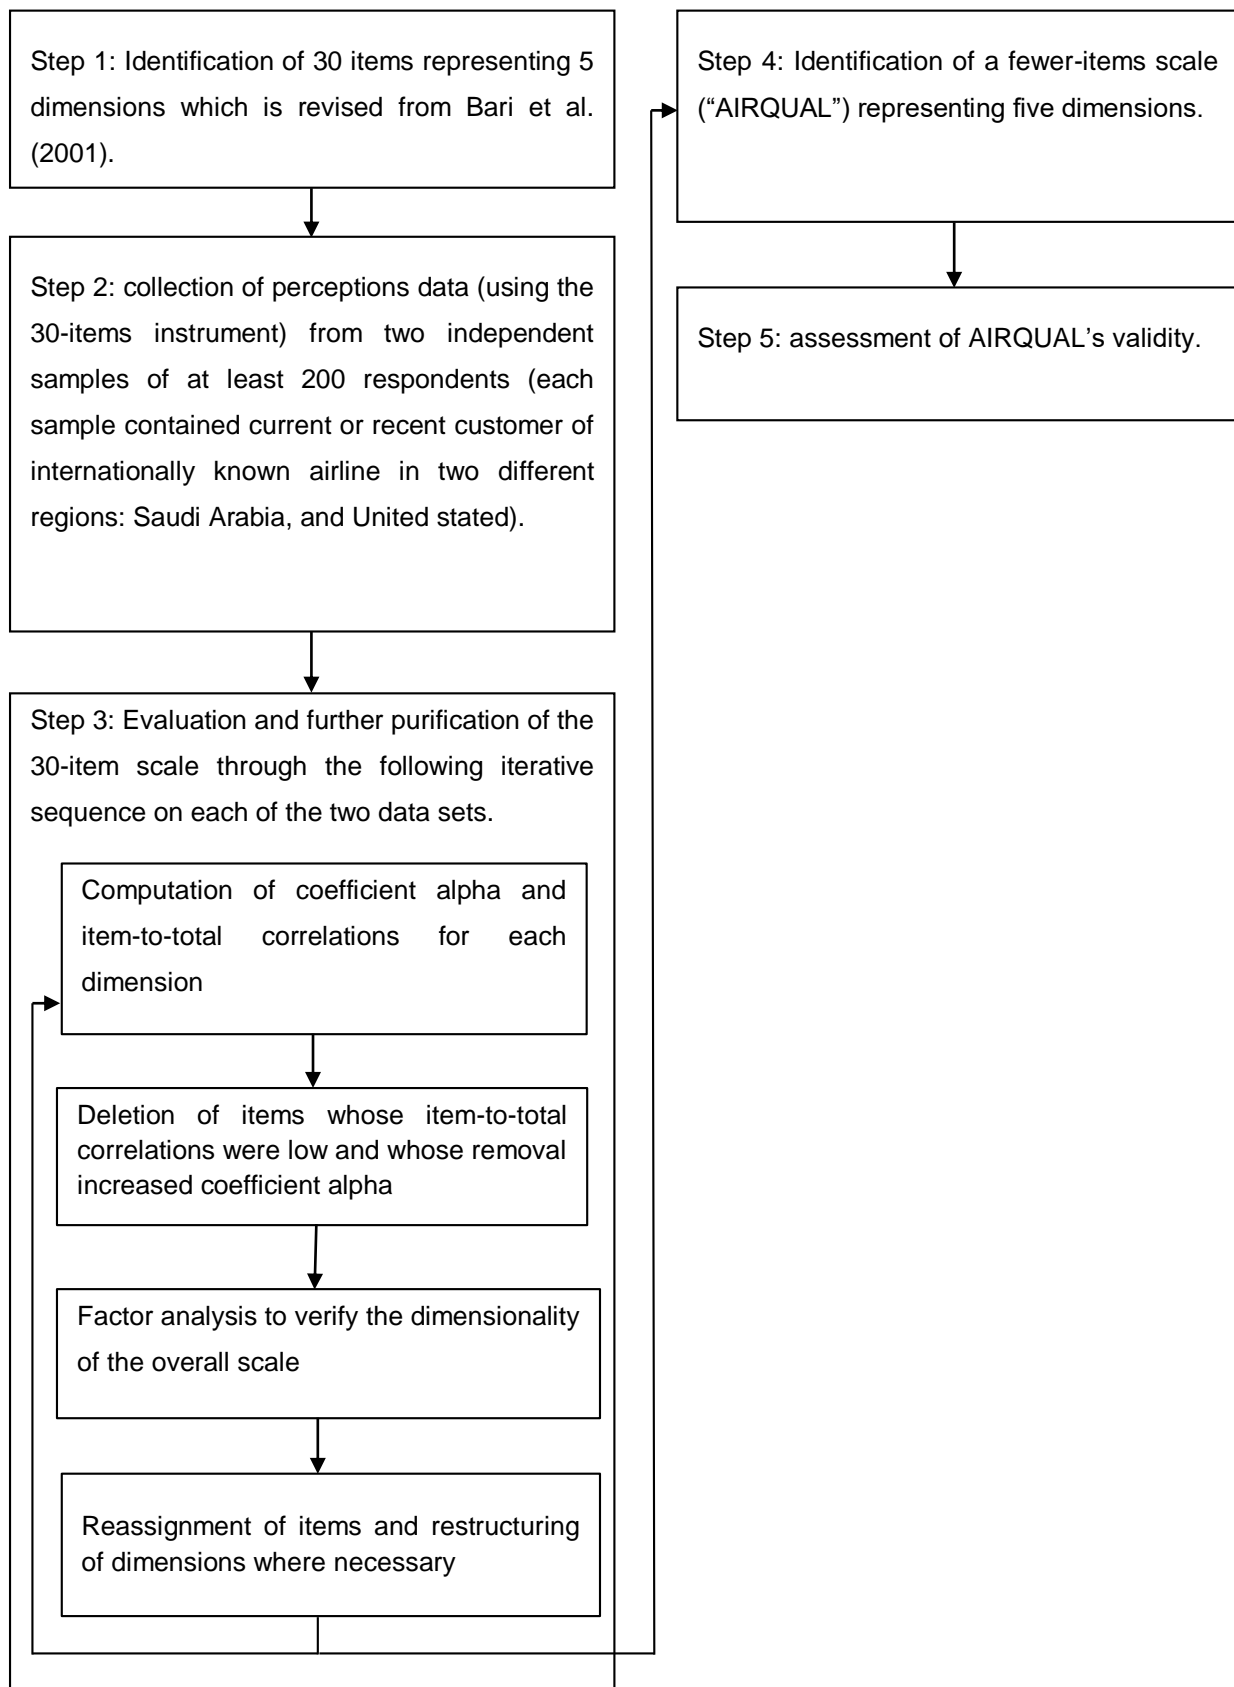 Step 1: Identification of 30 items representing 5
dimensions which is revised from Bari et al.
(2001).
Step 2: collection of perceptions data (using the
30-items instrument) from two independent
samples of at least 200 respondents (each
sample contained current or recent customer of
internationally known airline in two different
regions: Saudi Arabia, and United stated).
Step 3: Evaluation and further purification of the
30-item scale through the following iterative
sequence on each of the two data sets.
Computation of coefficient alpha and
item-to-total correlations for each
dimension
Deletion of items whose item-to-total
correlations were low and whose removal
increased coefficient alpha
Factor analysis to verify the dimensionality
of the overall scale
Reassignment of items and restructuring
of dimensions where necessary
Step 4: Identification of a fewer-items scale
(“AIRQUAL”) representing five dimensions.
Step 5: assessment of AIRQUAL’s validity.